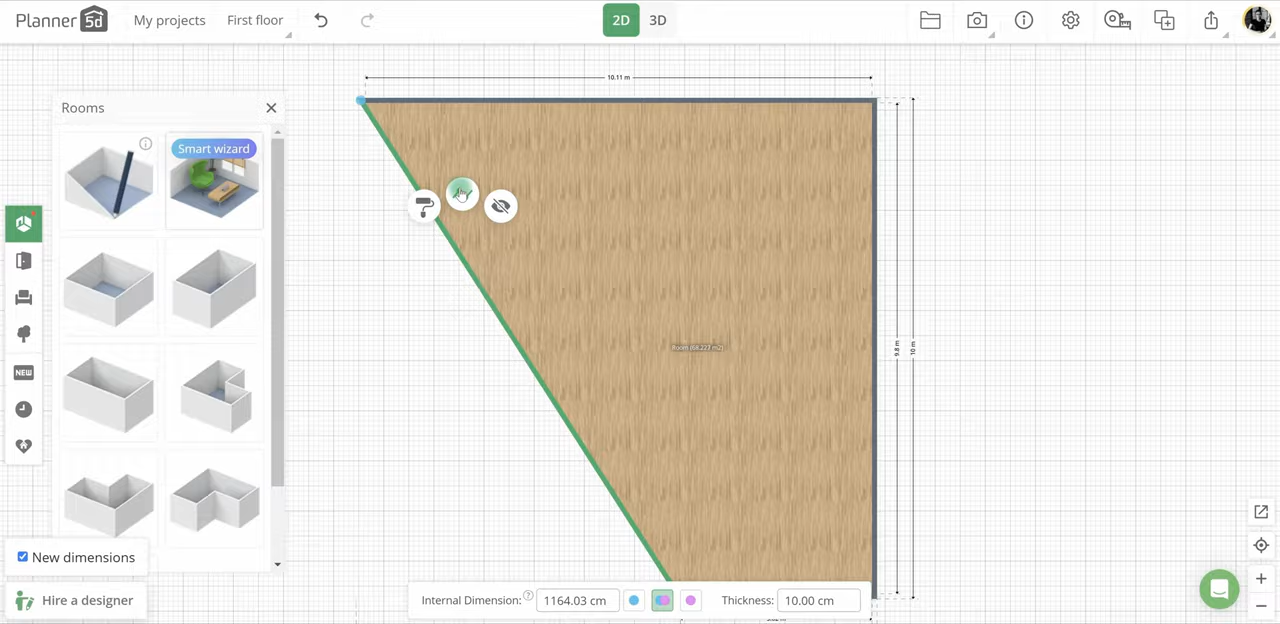 Planner 5d
My projects
First floor
2D
3D
10.11 m
Rooms
Smart wizard
NEW
Room (68.227 m2)
9.8 m
10 m
New dimensions
Hire a designer
Internal Dimension:
?
1164.03 cm
Thickness:
10.00 cm